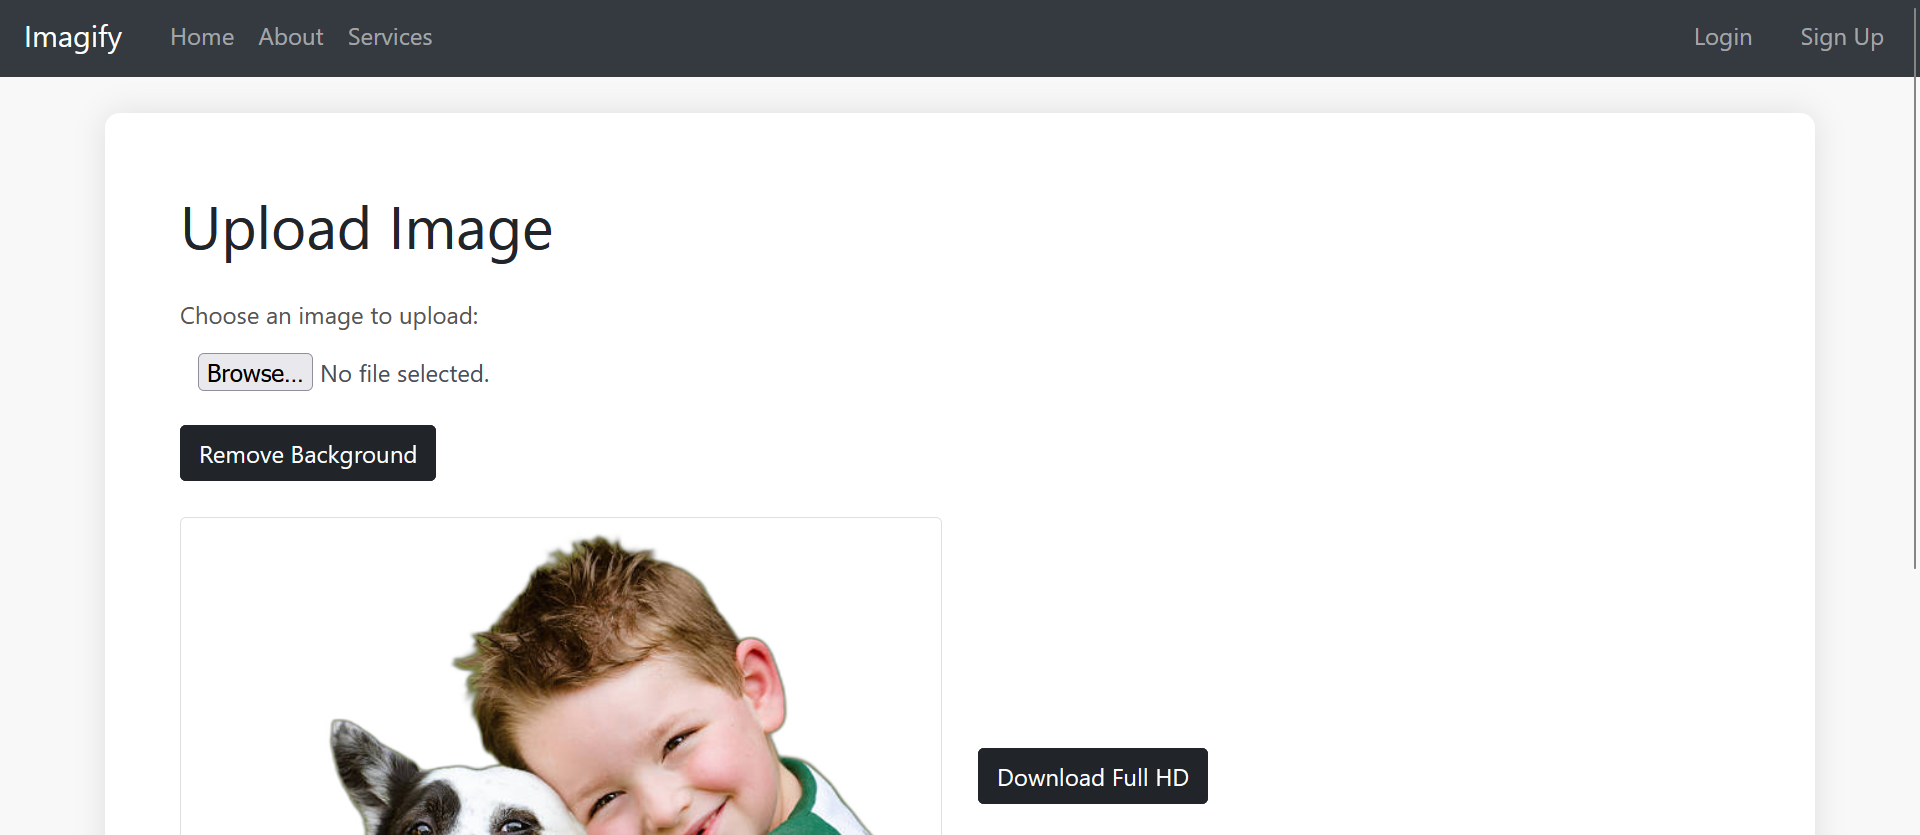 Imagify Home About Services Login Sign Up
Upload Image
Choose an image to upload:
Browse... No file selected.
Remove Background
Download Full HD